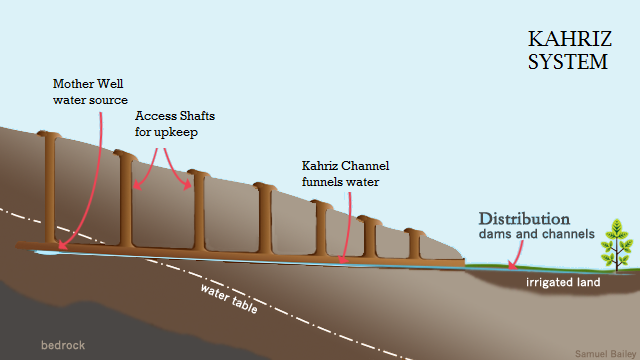 KAHRIZ
SYSTEM
Mother Well
water source
Access Shafts
for upkeep
Kahriz Channel
funnels water
Distribution
dams and channels
irrigated land
water table
bedrock
Samuel Bailey